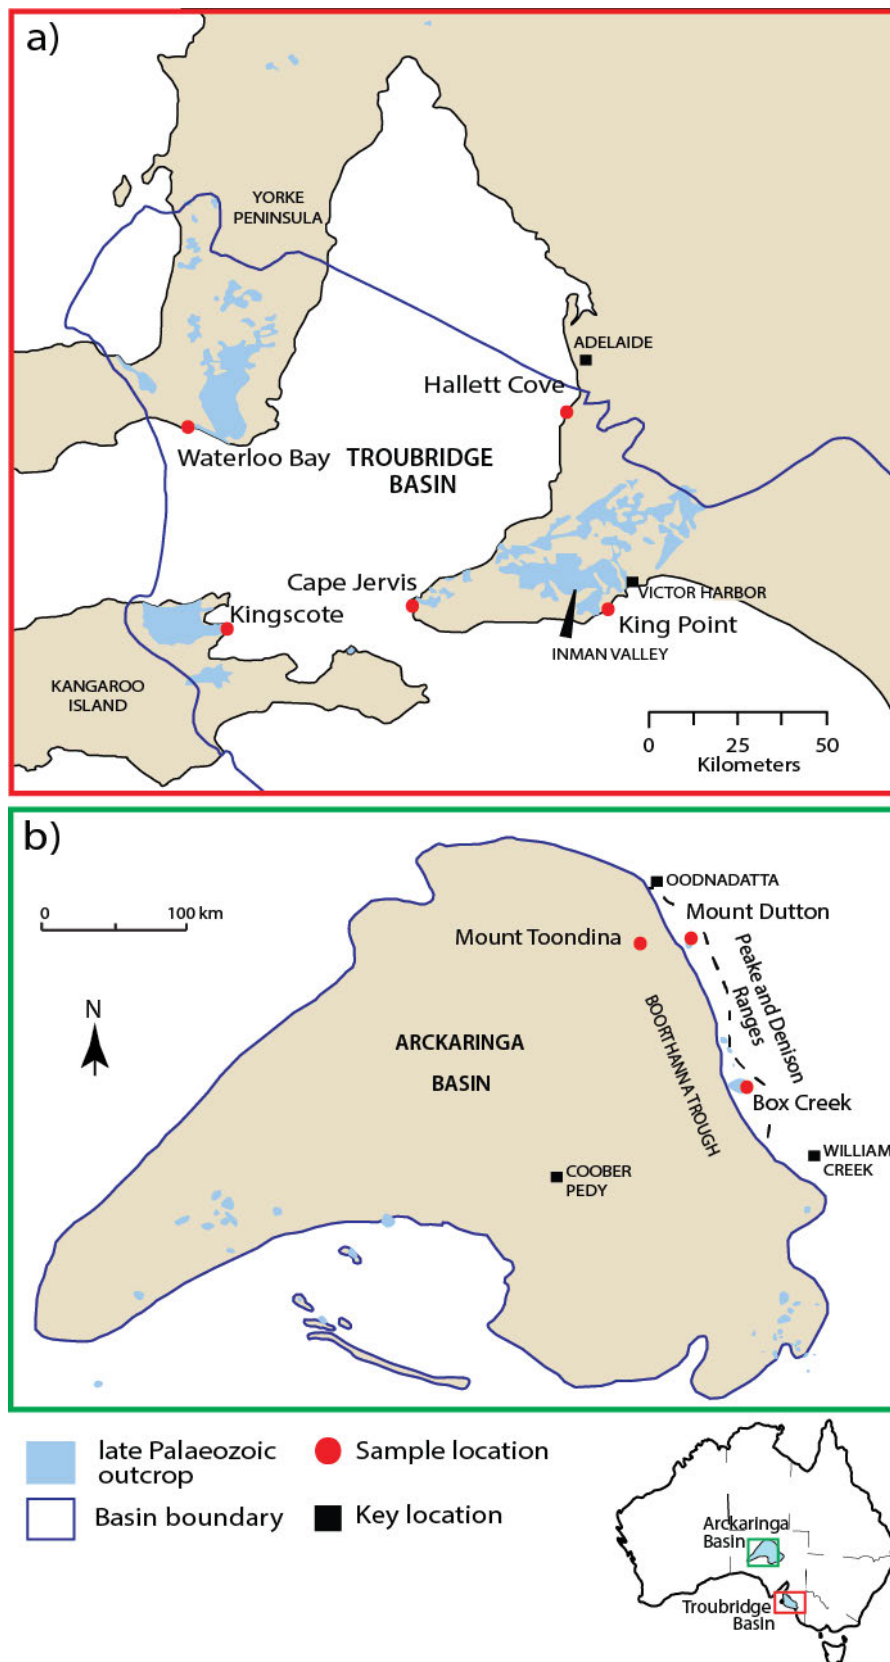 a)
YORKE
PENINSULA
ADELAIDE
Hallett Cove
Waterloo Bay
TROUBRIDGE
BASIN
Cape Jervis
Kingscote
VICTOR HARBOR
King Point
INMAN VALLEY
KANGAROO
ISLAND
0 25 50
Kilometers
b)
OODNADATTA
0 100 km
Mount Dutton
Mount Toondina
Peake and Denison
Ranges
N
ARCKARINGA
BASIN
BOORTHANNA TROUGH
Box Creek
WILLIAM
CREEK
COOBER
PEDY
late Palaeozoic
outcrop
Sample location
Basin boundary
Key location
Arckaringa
Basin
Troubridge
Basin